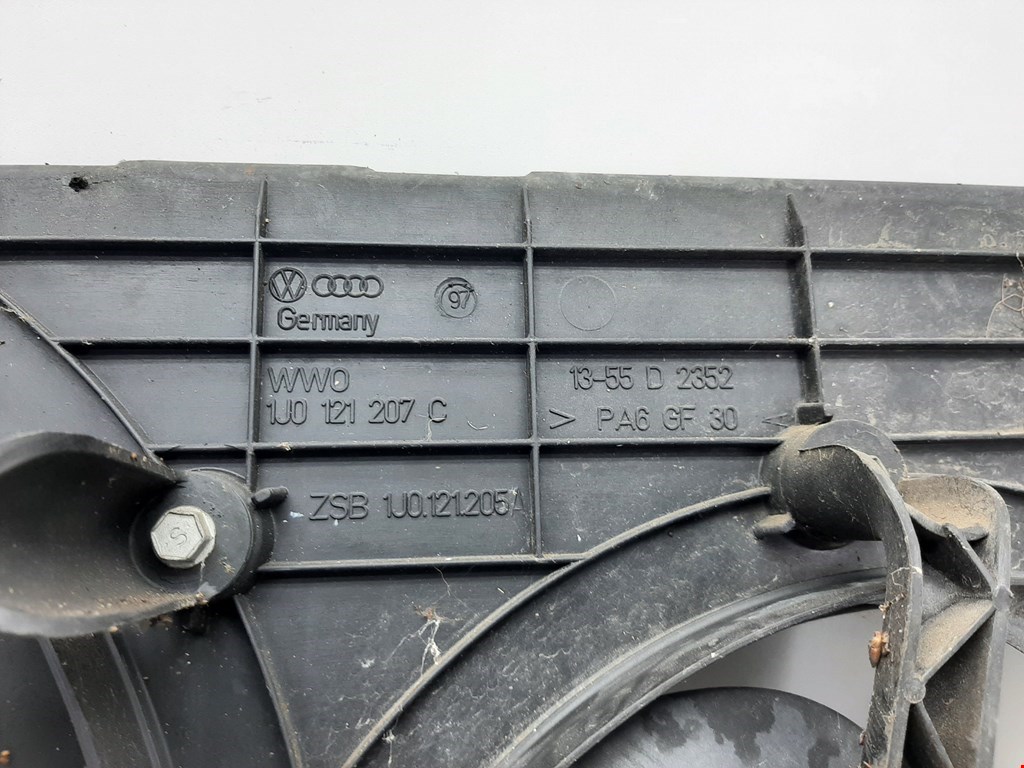 97
Germany
WWO
1J0 121 207 C
13-55 D 2352
> PA6 GF 30 <
ZSB 1J0.121.205A
S